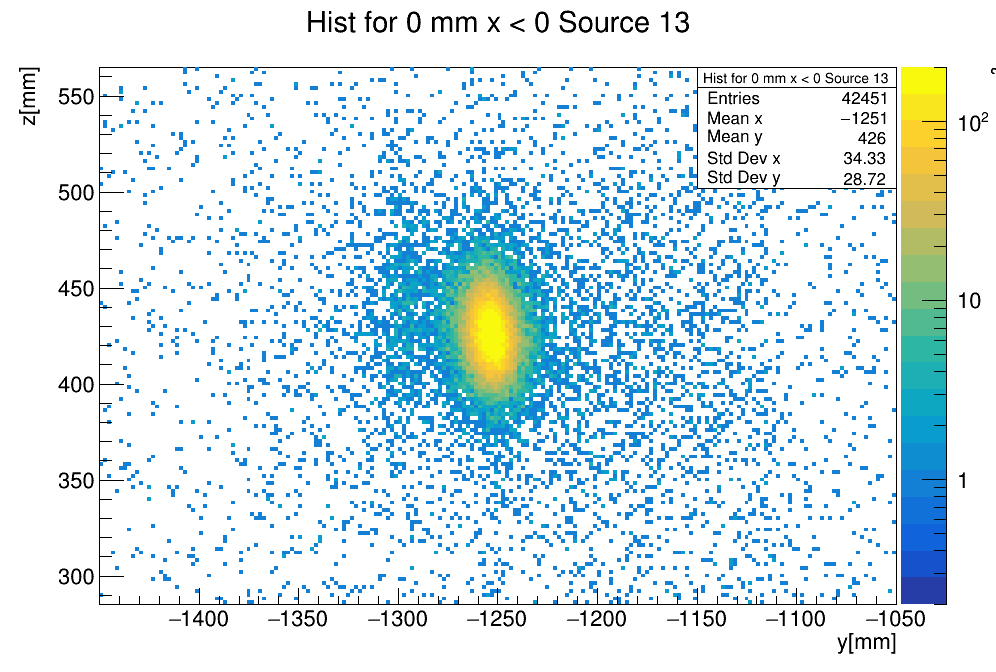 Hist for 0 mm x < 0 Source 13
z[mm]
Hist for 0 mm x < 0 Source 13
Entries 42451
Mean x −1251
Mean y 426
Std Dev x 34.33
Std Dev y 28.72
550
500
450
400
350
300
−1400 −1350 −1300 −1250 −1200 −1150 −1100 −1050
y[mm]
10²
10
1